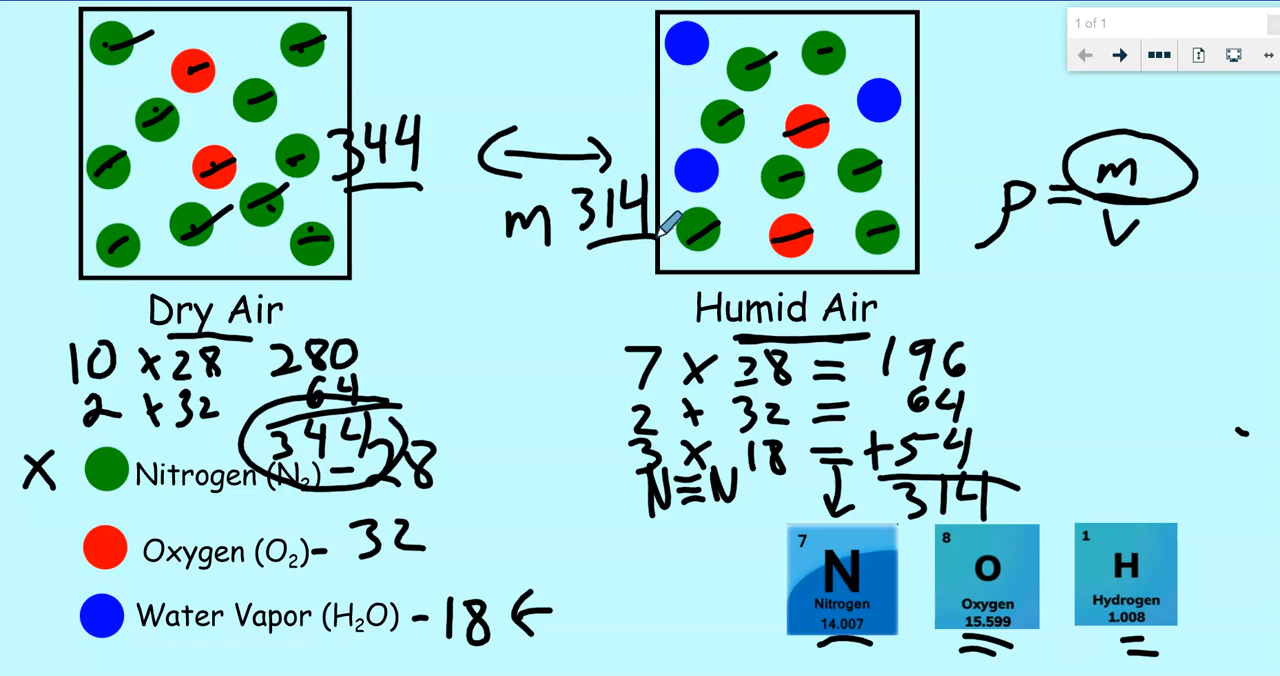 1 of 1
344
m 314
ρ = m
V
Dry Air
Humid Air
10 x 28 280
2 + 32 64
344
7 x 28 = 196
2 + 32 = 64
3 x 18 = +54
N≡N ↓ 314
X Nitrogen (N₂) - 28
Oxygen (O₂)- 32
Water Vapor (H₂O) - 18 ←
7
N
Nitrogen
14.007
8
O
Oxygen
15.599
1
H
Hydrogen
1.008